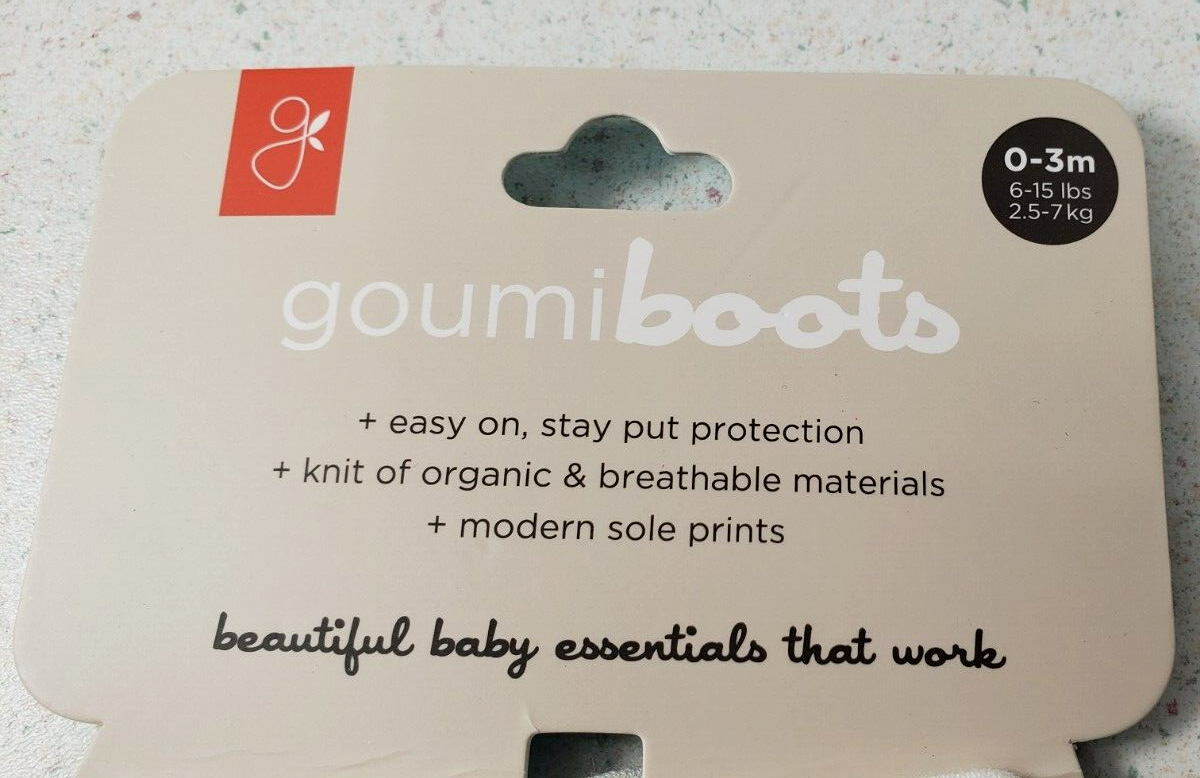 g
0-3m
6-15 lbs
2.5-7kg
goumiboots
+ easy on, stay put protection
+ knit of organic & breathable materials
+ modern sole prints
beautiful baby essentials that work